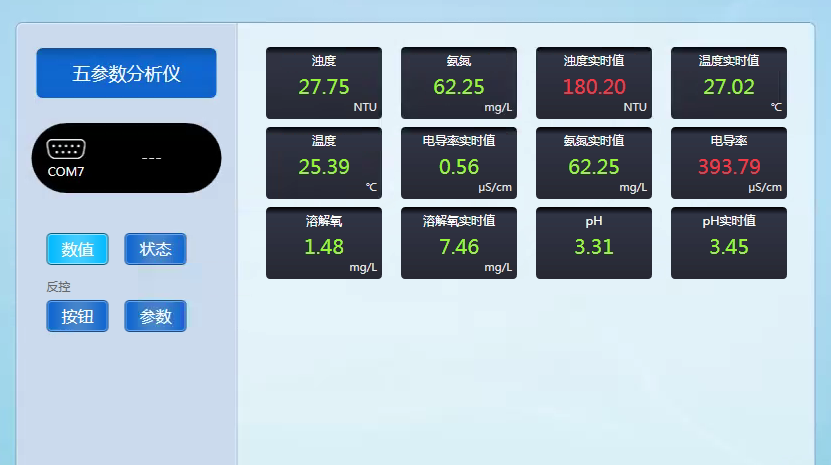 五参数分析仪
COM7
---
数值
状态
反控
按钮
参数
浊度
27.75
NTU
氨氮
62.25
mg/L
浊度实时值
180.20
NTU
温度实时值
27.02
℃
温度
25.39
℃
电导率实时值
0.56
μS/cm
氨氮实时值
62.25
mg/L
电导率
393.79
μS/cm
溶解氧
1.48
mg/L
溶解氧实时值
7.46
mg/L
pH
3.31
pH实时值
3.45